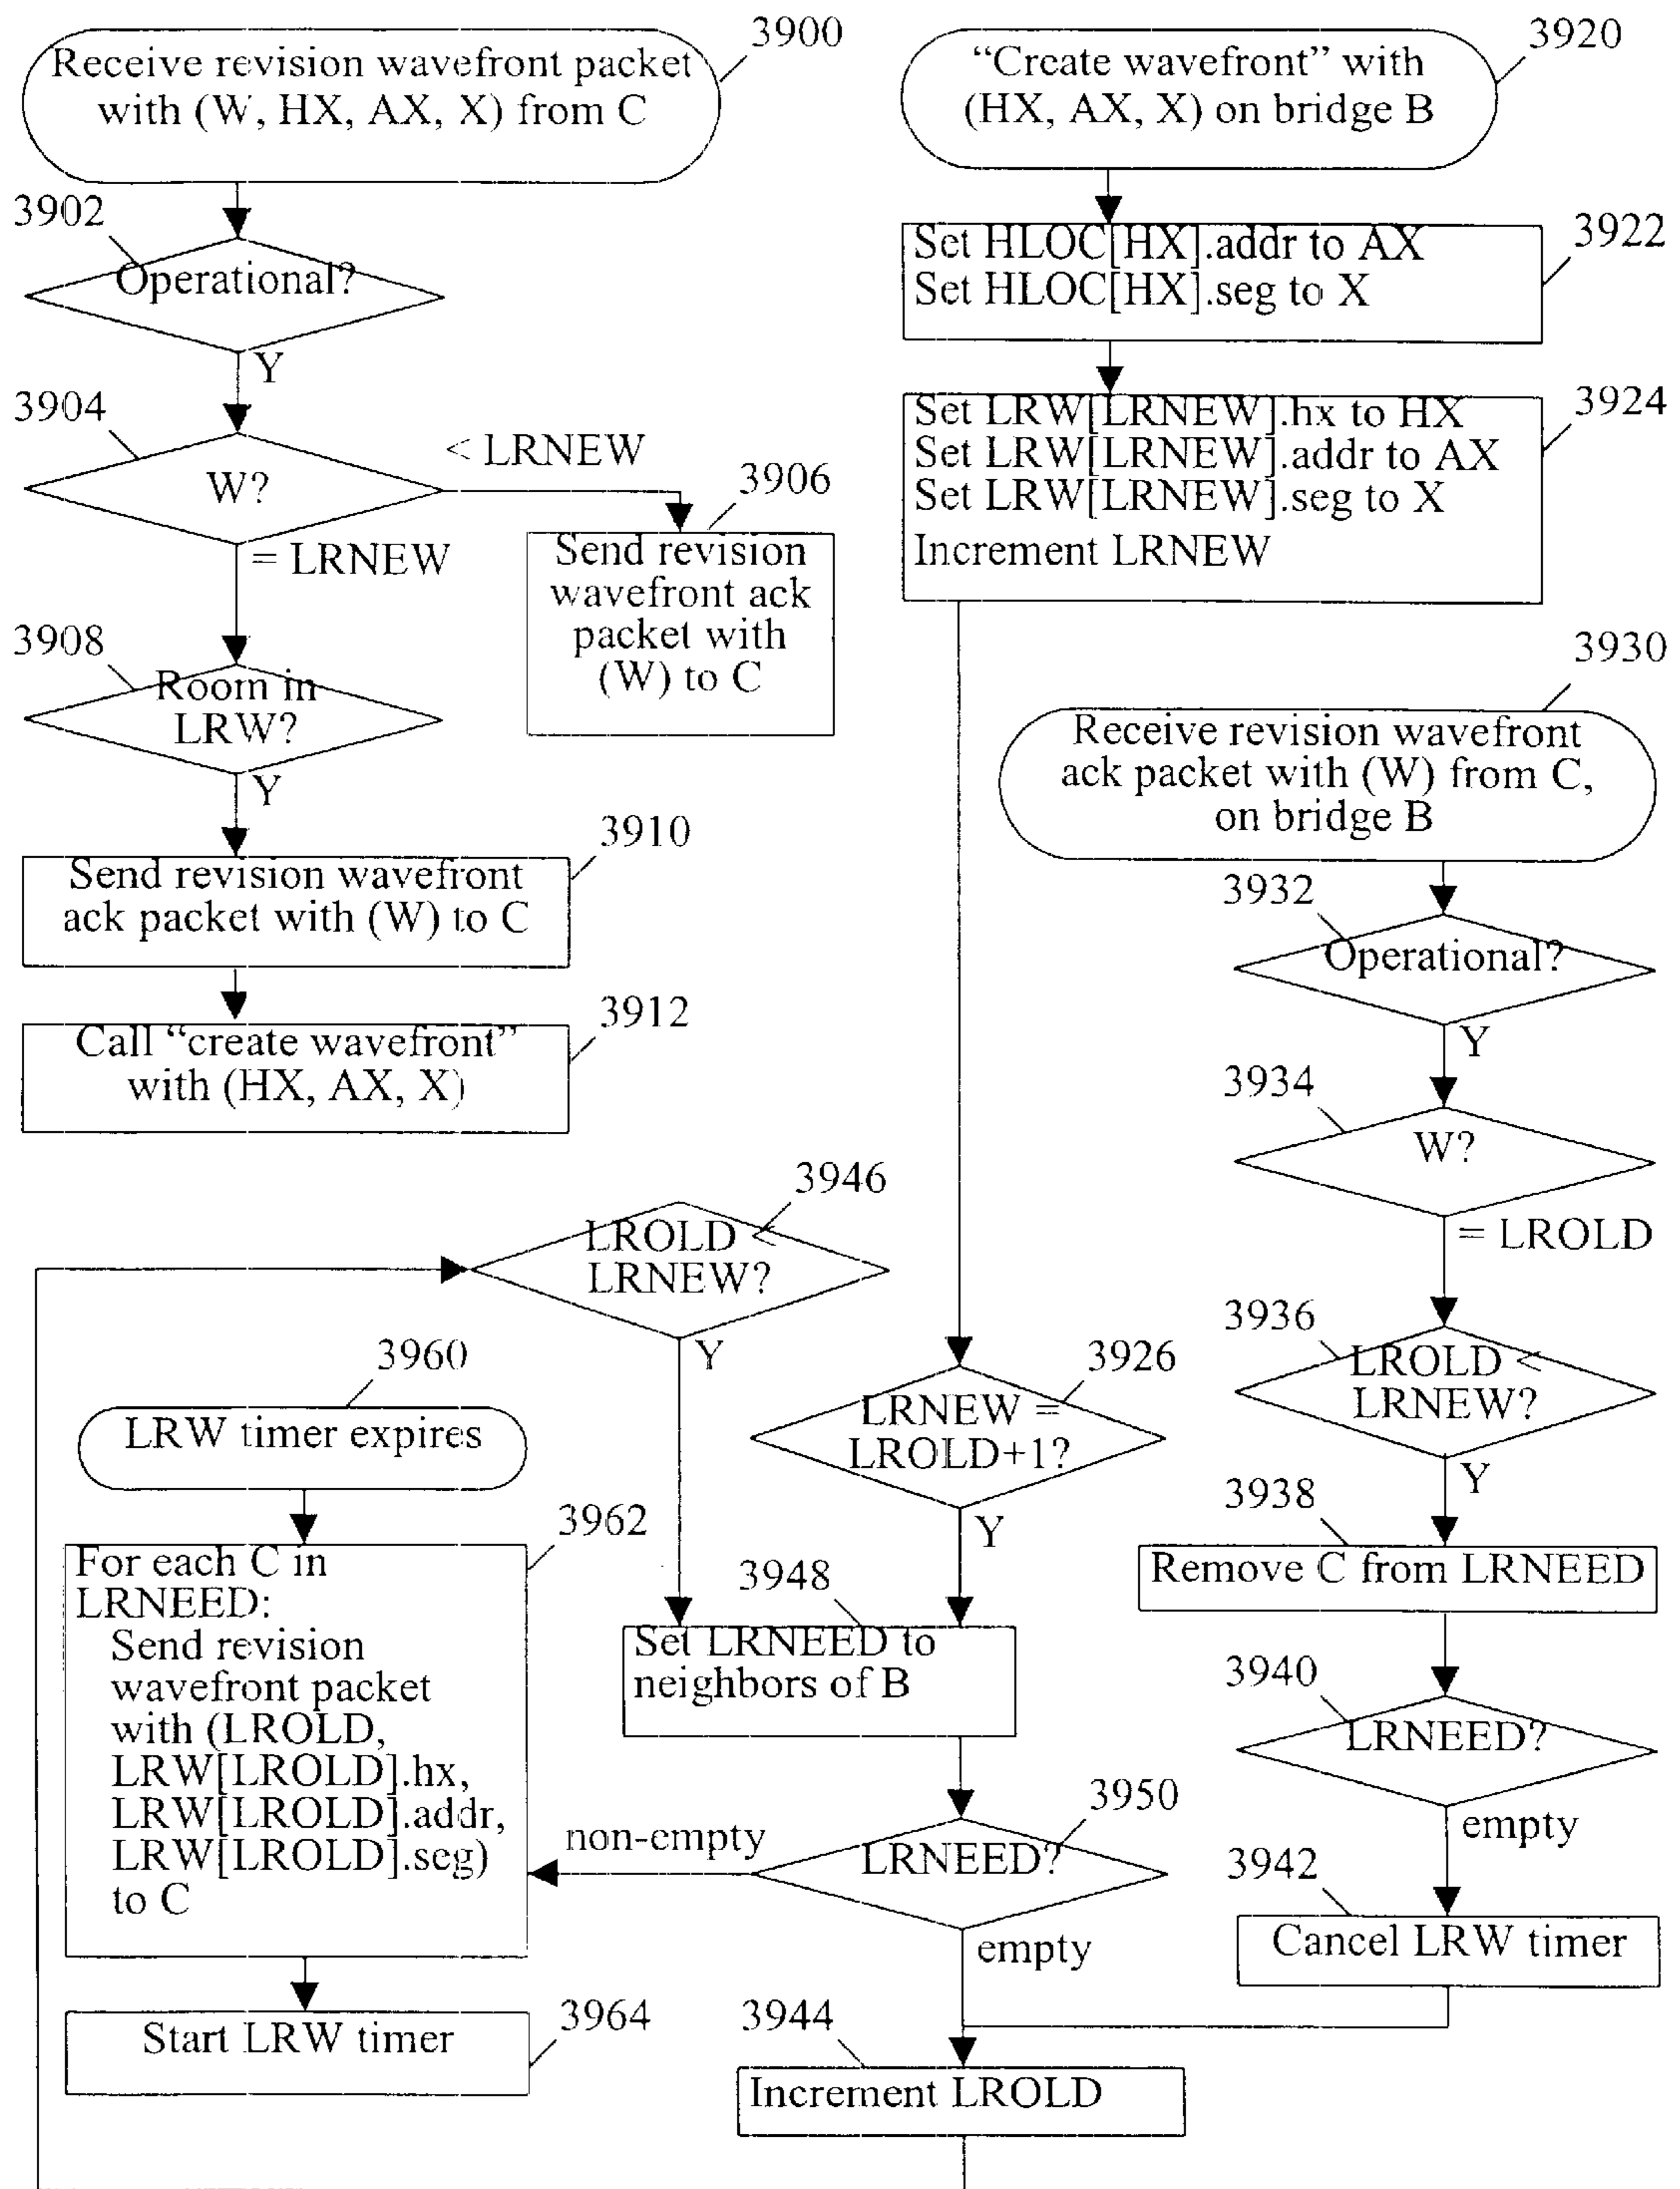 3900
Receive revision wavefront packet
with (W, HX, AX, X) from C
3902
Operational?
Y
3904
W?
< LRNEW
= LRNEW
3906
Send revision
wavefront ack
packet with
(W) to C
3908
Room in
LRW?
Y
3910
Send revision wavefront
ack packet with (W) to C
3912
Call “create wavefront”
with (HX, AX, X)
3920
“Create wavefront” with
(HX, AX, X) on bridge B
3922
Set HLOC[HX].addr to AX
Set HLOC[HX].seg to X
3924
Set LRW[LRNEW].hx to HX
Set LRW[LRNEW].addr to AX
Set LRW[LRNEW].seg to X
Increment LRNEW
3930
Receive revision wavefront
ack packet with (W) from C,
on bridge B
3932
Operational?
Y
3934
W?
= LROLD
3936
LROLD <
LRNEW?
Y
3938
Remove C from LRNEED
3940
LRNEED?
empty
3942
Cancel LRW timer
3946
LROLD <
LRNEW?
Y
3926
LRNEW =
LROLD+1?
Y
3948
Set LRNEED to
neighbors of B
3950
LRNEED?
non-empty
empty
3944
Increment LROLD
3960
LRW timer expires
3962
For each C in
LRNEED:
Send revision
wavefront packet
with (LROLD,
LRW[LROLD].hx,
LRW[LROLD].addr,
LRW[LROLD].seg)
to C
3964
Start LRW timer